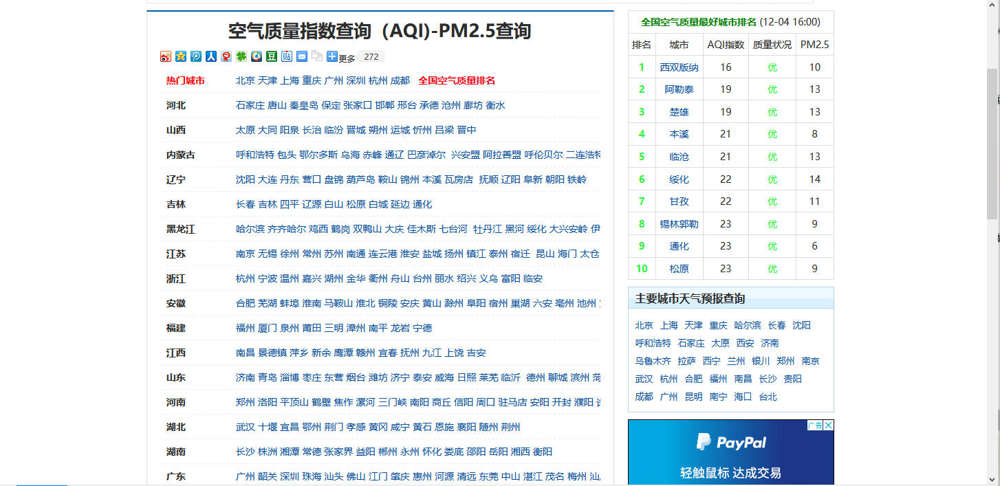 空气质量指数查询（AQI)-PM2.5查询
更多 272
热门城市 北京 天津 上海 重庆 广州 深圳 杭州 成都 全国空气质量排名
河北 石家庄 唐山 秦皇岛 保定 张家口 邯郸 邢台 承德 沧州 廊坊 衡水
山西 太原 大同 阳泉 长治 临汾 晋城 朔州 运城 忻州 吕梁 晋中
内蒙古 呼和浩特 包头 鄂尔多斯 乌海 赤峰 通辽 巴彦淖尔 兴安盟 阿拉善盟 呼伦贝尔 二连浩特
辽宁 沈阳 大连 丹东 营口 盘锦 葫芦岛 鞍山 锦州 本溪 瓦房店 抚顺 辽阳 阜新 朝阳 铁岭
吉林 长春 吉林 四平 辽源 白山 松原 白城 延边 通化
黑龙江 哈尔滨 齐齐哈尔 鸡西 鹤岗 双鸭山 大庆 佳木斯 七台河 牡丹江 黑河 绥化 大兴安岭 伊
江苏 南京 无锡 徐州 常州 苏州 南通 连云港 淮安 盐城 扬州 镇江 泰州 宿迁 昆山 海门 太仓
浙江 杭州 宁波 温州 嘉兴 湖州 金华 衢州 舟山 台州 丽水 绍兴 义乌 富阳 临安
安徽 合肥 芜湖 蚌埠 淮南 马鞍山 淮北 铜陵 安庆 黄山 滁州 阜阳 宿州 巢湖 六安 亳州 池州
福建 福州 厦门 泉州 莆田 三明 漳州 南平 龙岩 宁德
江西 南昌 景德镇 萍乡 新余 鹰潭 赣州 宜春 抚州 九江 上饶 吉安
山东 济南 青岛 淄博 枣庄 东营 烟台 潍坊 济宁 泰安 威海 日照 莱芜 临沂 德州 聊城 滨州 菏
河南 郑州 洛阳 平顶山 鹤壁 焦作 漯河 三门峡 南阳 商丘 信阳 周口 驻马店 安阳 开封 濮阳
湖北 武汉 十堰 宜昌 鄂州 荆门 孝感 黄冈 咸宁 黄石 恩施 襄阳 随州 荆州
湖南 长沙 株洲 湘潭 常德 张家界 益阳 郴州 永州 怀化 娄底 邵阳 岳阳 湘西 衡阳
广东 广州 韶关 深圳 珠海 汕头 佛山 江门 肇庆 惠州 河源 清远 东莞 中山 湛江 茂名 梅州 汕
全国空气质量最好城市排名 (12-04 16:00)
排名 城市 AQI指数 质量状况 PM2.5
1 西双版纳 16 优 10
2 阿勒泰 19 优 13
3 楚雄 19 优 13
4 本溪 21 优 8
5 临沧 21 优 13
6 绥化 22 优 14
7 甘孜 22 优 11
8 锡林郭勒 23 优 9
9 通化 23 优 6
10 松原 23 优 9
主要城市天气预报查询
北京 上海 天津 重庆 哈尔滨 长春 沈阳
呼和浩特 石家庄 太原 西安 济南
乌鲁木齐 拉萨 西宁 兰州 银川 郑州 南京
武汉 杭州 合肥 福州 南昌 长沙 贵阳
成都 广州 昆明 南宁 海口 台北
广告
PayPal
轻触鼠标 达成交易